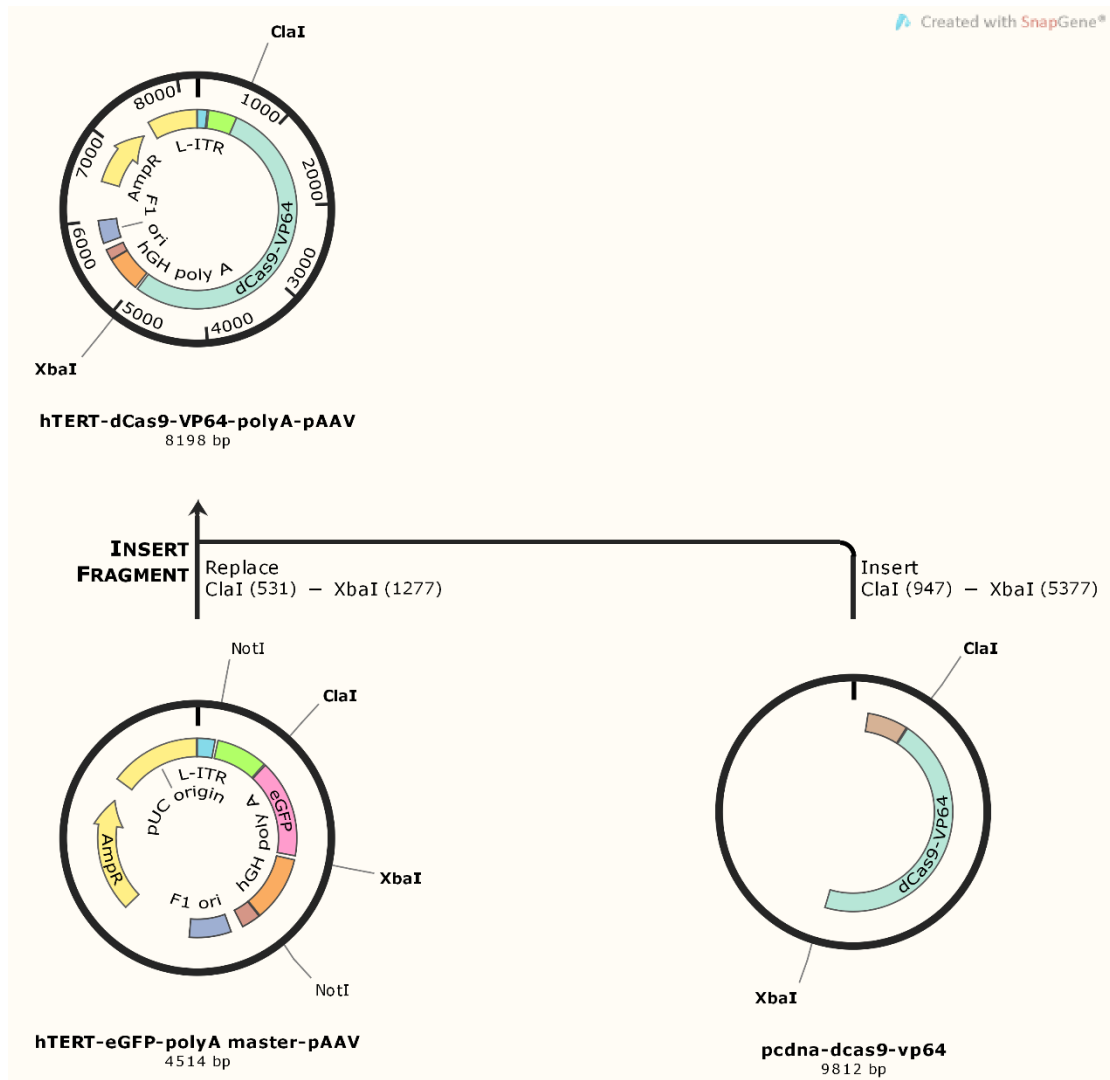 Created with SnapGene®
ClaI
8000
1000
7000
L-ITR
AmpR
2000
F1 ori
6000
dCas9-VP64
hGH poly A
3000
5000
4000
XbaI
hTERT-dCas9-VP64-polyA-pAAV
8198 bp
INSERT
FRAGMENT
Replace
ClaI (531) – XbaI (1277)
Insert
ClaI (947) – XbaI (5377)
NotI
ClaI
L-ITR
pUC origin
eGFP
hGH poly A
AmpR
XbaI
F1 ori
NotI
hTERT-eGFP-polyA master-pAAV
4514 bp
ClaI
dCas9-VP64
XbaI
pcdna-dcas9-vp64
9812 bp